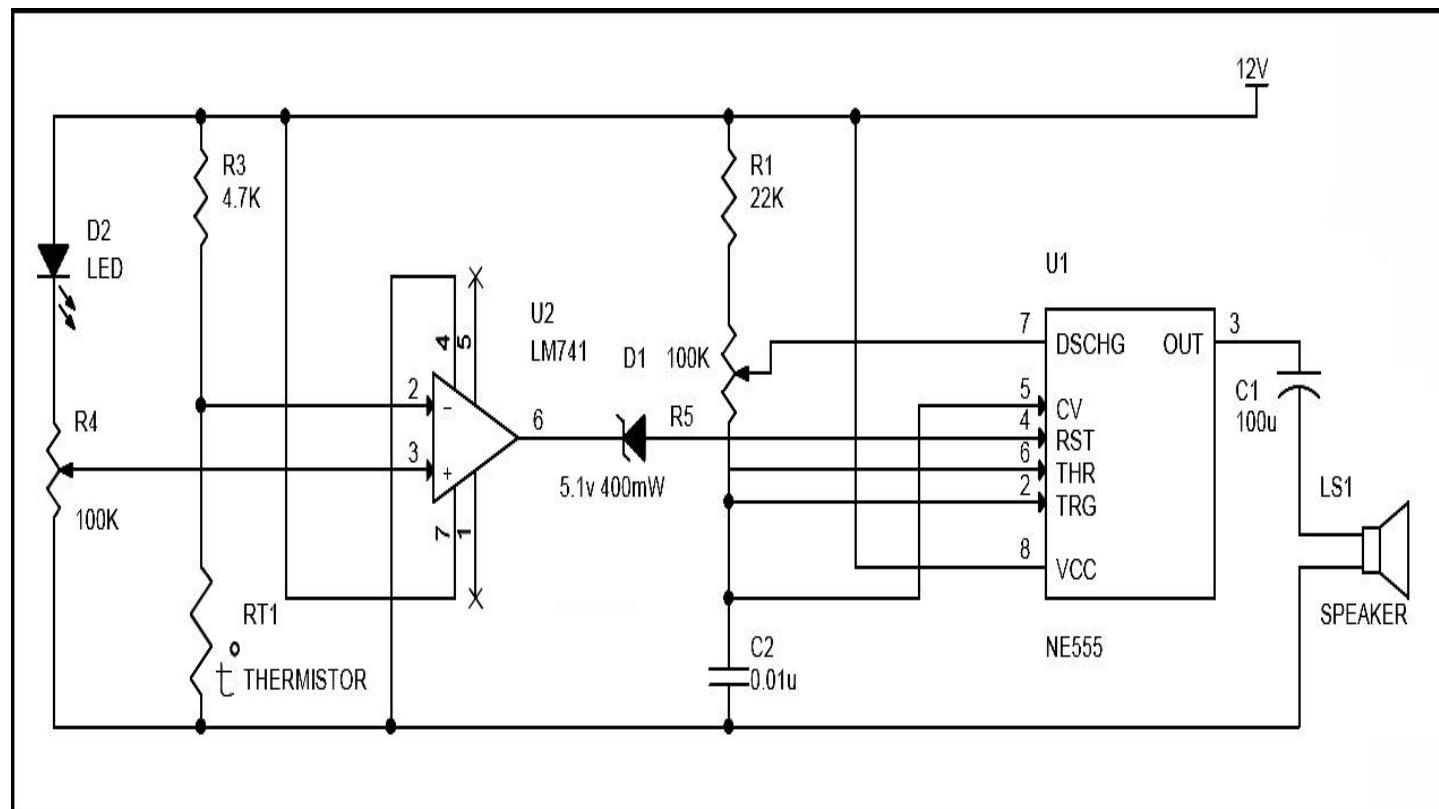 12V
R3
4.7K
R1
22K
D2
LED
U1
U2
LM741
4
5
D1
100K
7
DSCHG
OUT
3
2
−
5
CV
C1
100u
R4
6
R5
4
RST
3
+
6
THR
5.1v 400mW
2
TRG
LS1
100K
7
1
8
VCC
RT1
SPEAKER
t°
THERMISTOR
C2
0.01u
NE555